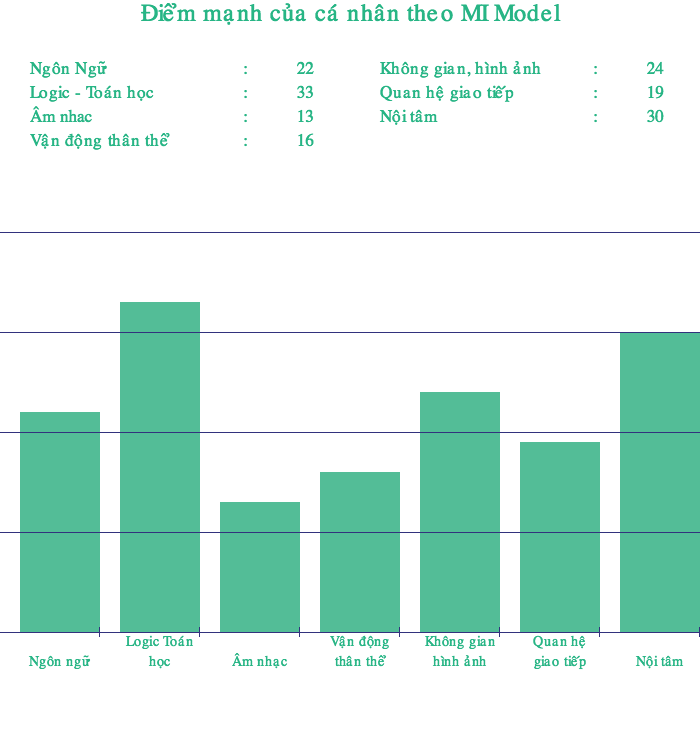 Điểm mạnh của cá nhân theo MI Model
Ngôn Ngữ : 22 Không gian, hình ảnh : 24
Logic - Toán học : 33 Quan hệ giao tiếp : 19
Âm nhac : 13 Nội tâm : 30
Vận động thân thể : 16
Ngôn ngữ
Logic Toán
học
Âm nhạc
Vận động
thân thể
Không gian
hình ảnh
Quan hệ
giao tiếp
Nội tâm